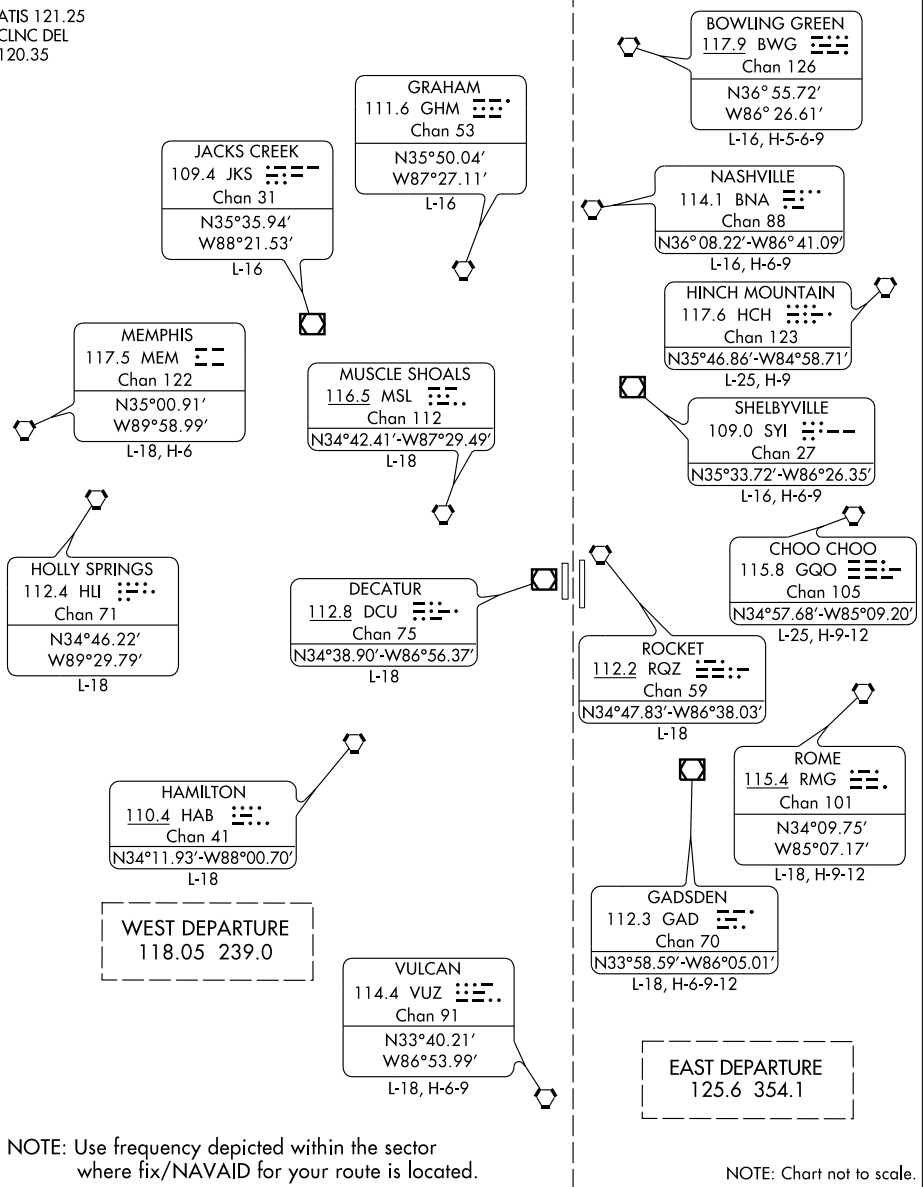 ATIS 121.25
CLNC DEL
120.35
BOWLING GREEN
117.9 BWG
Chan 126
N36°55.72'
W86°26.61'
L-16, H-5-6-9
GRAHAM
111.6 GHM
Chan 53
N35°50.04'
W87°27.11'
L-16
JACKS CREEK
109.4 JKS
Chan 31
N35°35.94'
W88°21.53'
L-16
NASHVILLE
114.1 BNA
Chan 88
N36°08.22'-W86°41.09'
L-16, H-6-9
HINCH MOUNTAIN
117.6 HCH
Chan 123
N35°46.86'-W84°58.71'
L-25, H-9
MEMPHIS
117.5 MEM
Chan 122
N35°00.91'
W89°58.99'
L-18, H-6
MUSCLE SHOALS
116.5 MSL
Chan 112
N34°42.41'-W87°29.49'
L-18
SHELBYVILLE
109.0 SYI
Chan 27
N35°33.72'-W86°26.35'
L-16, H-6-9
HOLLY SPRINGS
112.4 HLI
Chan 71
N34°46.22'
W89°29.79'
L-18
DECATUR
112.8 DCU
Chan 75
N34°38.90'-W86°56.37'
L-18
CHOO CHOO
115.8 GQO
Chan 105
N34°57.68'-W85°09.20'
L-25, H-9-12
ROCKET
112.2 RQZ
Chan 59
N34°47.83'-W86°38.03'
L-18
ROME
115.4 RMG
Chan 101
N34°09.75'
W85°07.17'
L-18, H-9-12
HAMILTON
110.4 HAB
Chan 41
N34°11.93'-W88°00.70'
L-18
GADSDEN
112.3 GAD
Chan 70
N33°58.59'-W86°05.01'
L-18, H-6-9-12
WEST DEPARTURE
118.05 239.0
VULCAN
114.4 VUZ
Chan 91
N33°40.21'
W86°53.99'
L-18, H-6-9
EAST DEPARTURE
125.6 354.1
NOTE: Use frequency depicted within the sector
where fix/NAVAID for your route is located.
NOTE: Chart not to scale.